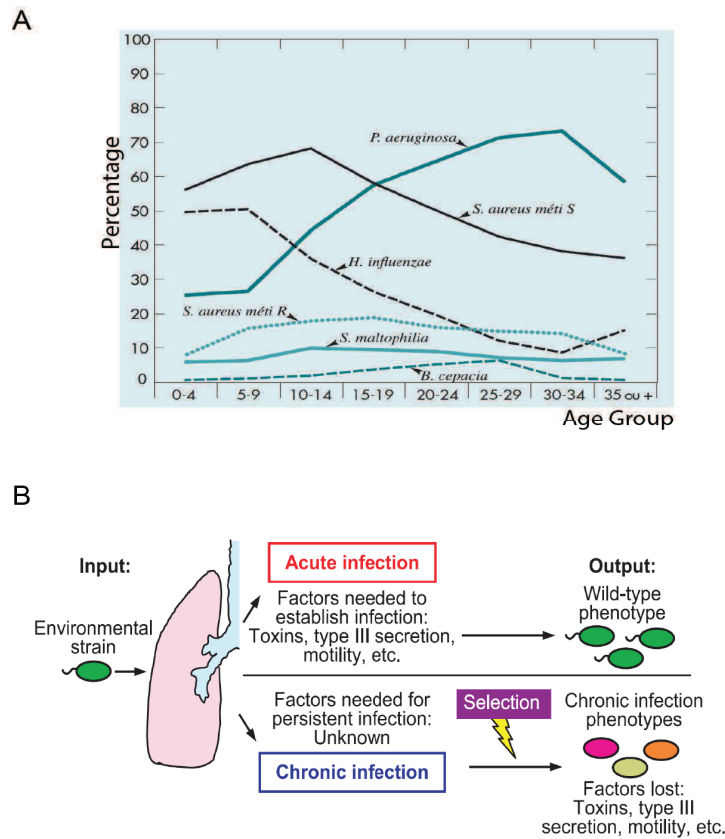 A
100
90
80
70
60
50
40
30
20
10
0
Percentage
P. aeruginosa
S. aureus méti S
H. influenzae
S. aureus méti R
S. maltophilia
B. cepacia
0-4 5-9 10-14 15-19 20-24 25-29 30-34 35 ou +
Age Group
B
Input:
Environmental
strain
Acute infection
Factors needed to
establish infection:
Toxins, type III secretion,
motility, etc.
Output:
Wild-type
phenotype
Factors needed for
persistent infection:
Unknown
Chronic infection
Selection
Chronic infection
phenotypes
Factors lost:
Toxins, type III
secretion, motility, etc.